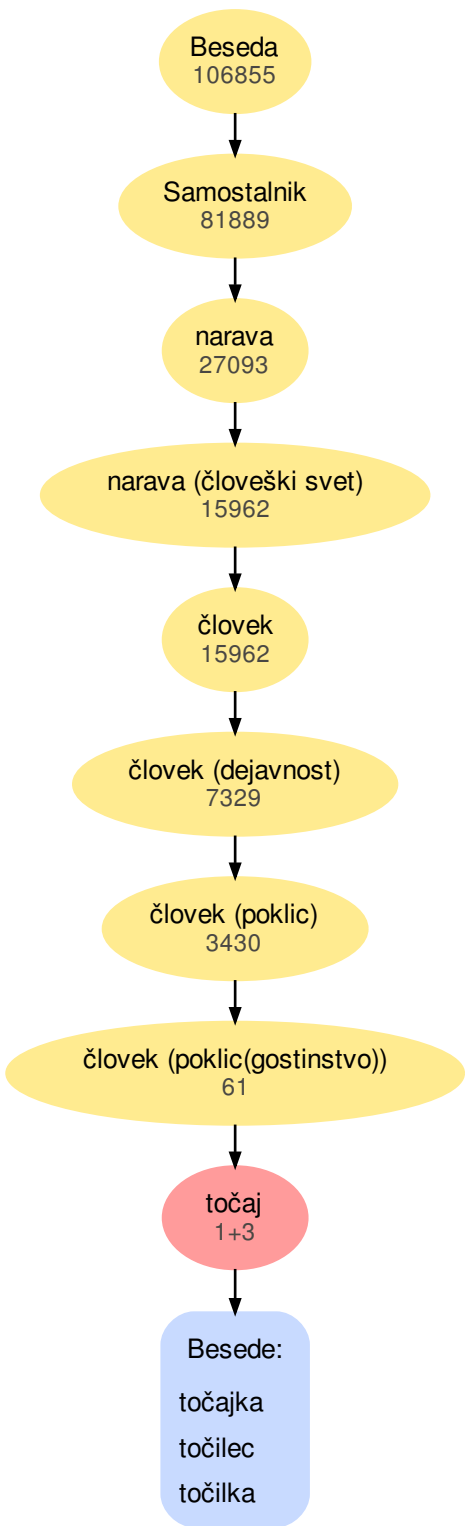 Beseda
106855
Samostalnik
81889
narava
27093
narava (človeški svet)
15962
človek
15962
človek (dejavnost)
7329
človek (poklic)
3430
človek (poklic(gostinstvo))
61
točaj
1+3
Besede:
točajka
točilec
točilka